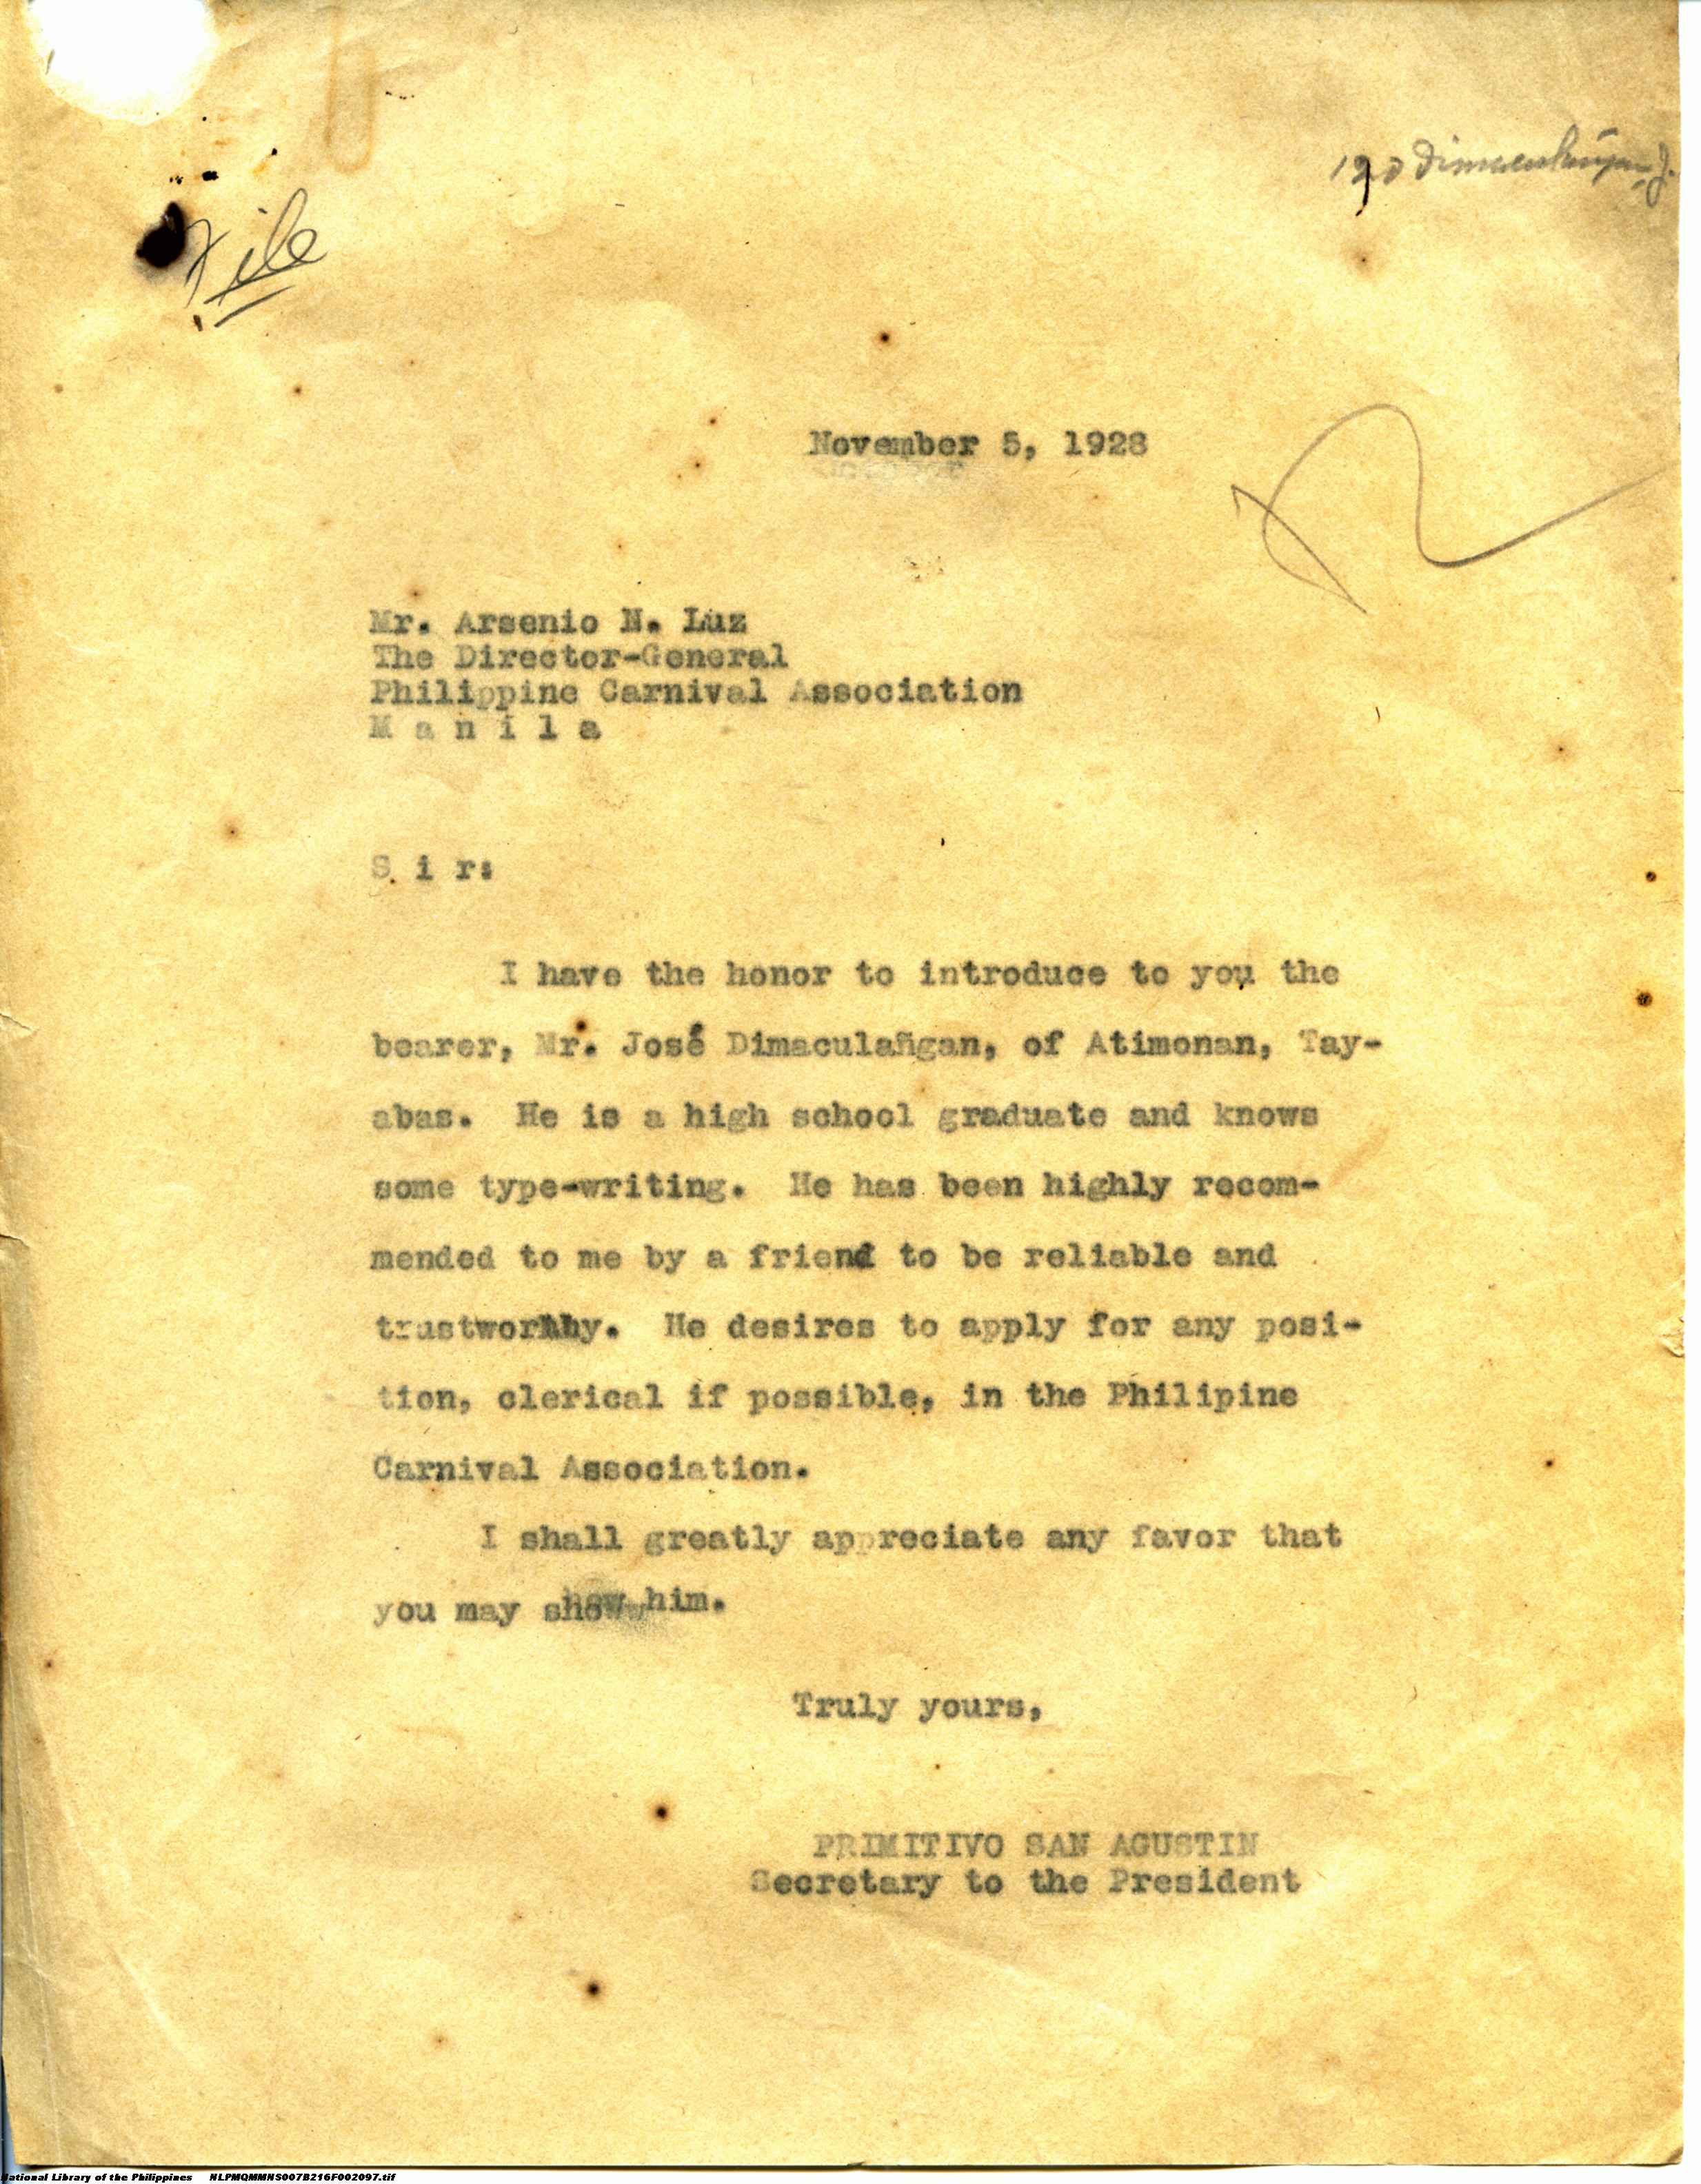 File
November 5, 1928
Mr. Arsenio N. Luz
The Director-General
Philippine Carnival Association
M a n i l a
S i r:
I have the honor to introduce to you the
bearer, Mr. José Dimaculañgan, of Atimonan, Tay-
abas. He is a high school graduate and knows
some type-writing. He has been highly recom-
mended to me by a friend to be reliable and
trustworthy. He desires to apply for any posi-
tion, clerical if possible, in the Philipine
Carnival Association.
I shall greatly appreciate any favor that
you may show him.
Truly yours,
PRIMITIVO SAN AGUSTIN
Secretary to the President
National Library of the Philippines NLPMQMMNS007B216F002097.tif